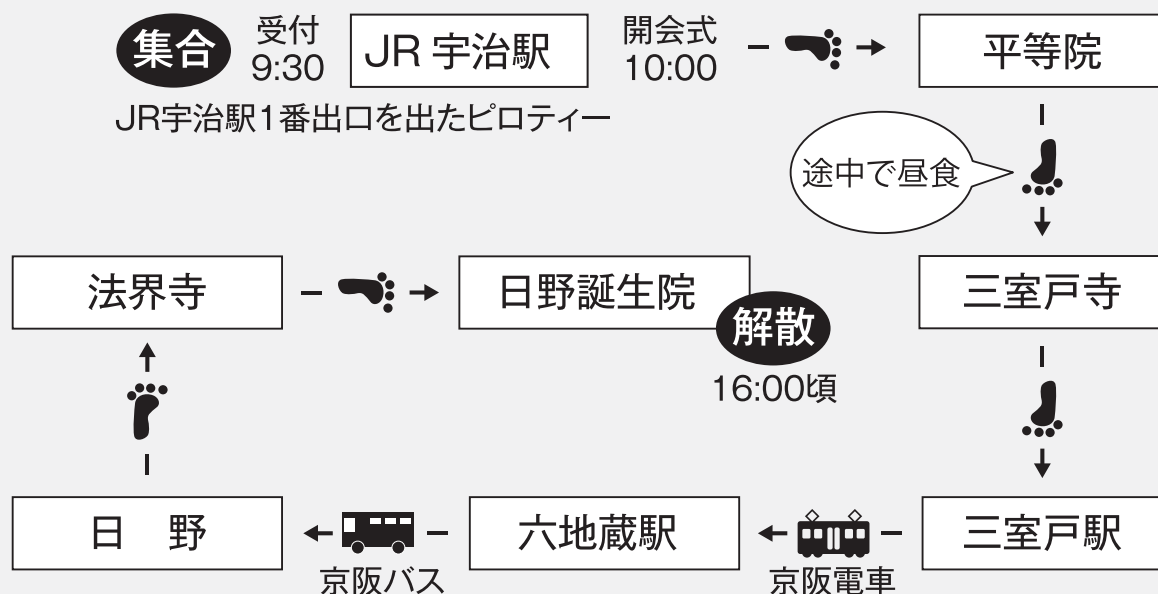 集合
受付
9:30
JR 宇治駅
開会式
10:00
平等院
JR宇治駅1番出口を出たピロティー
途中で昼食
三室戸寺
三室戸駅
京阪電車
六地蔵駅
京阪バス
日 野
法界寺
日野誕生院
解散
16:00頃